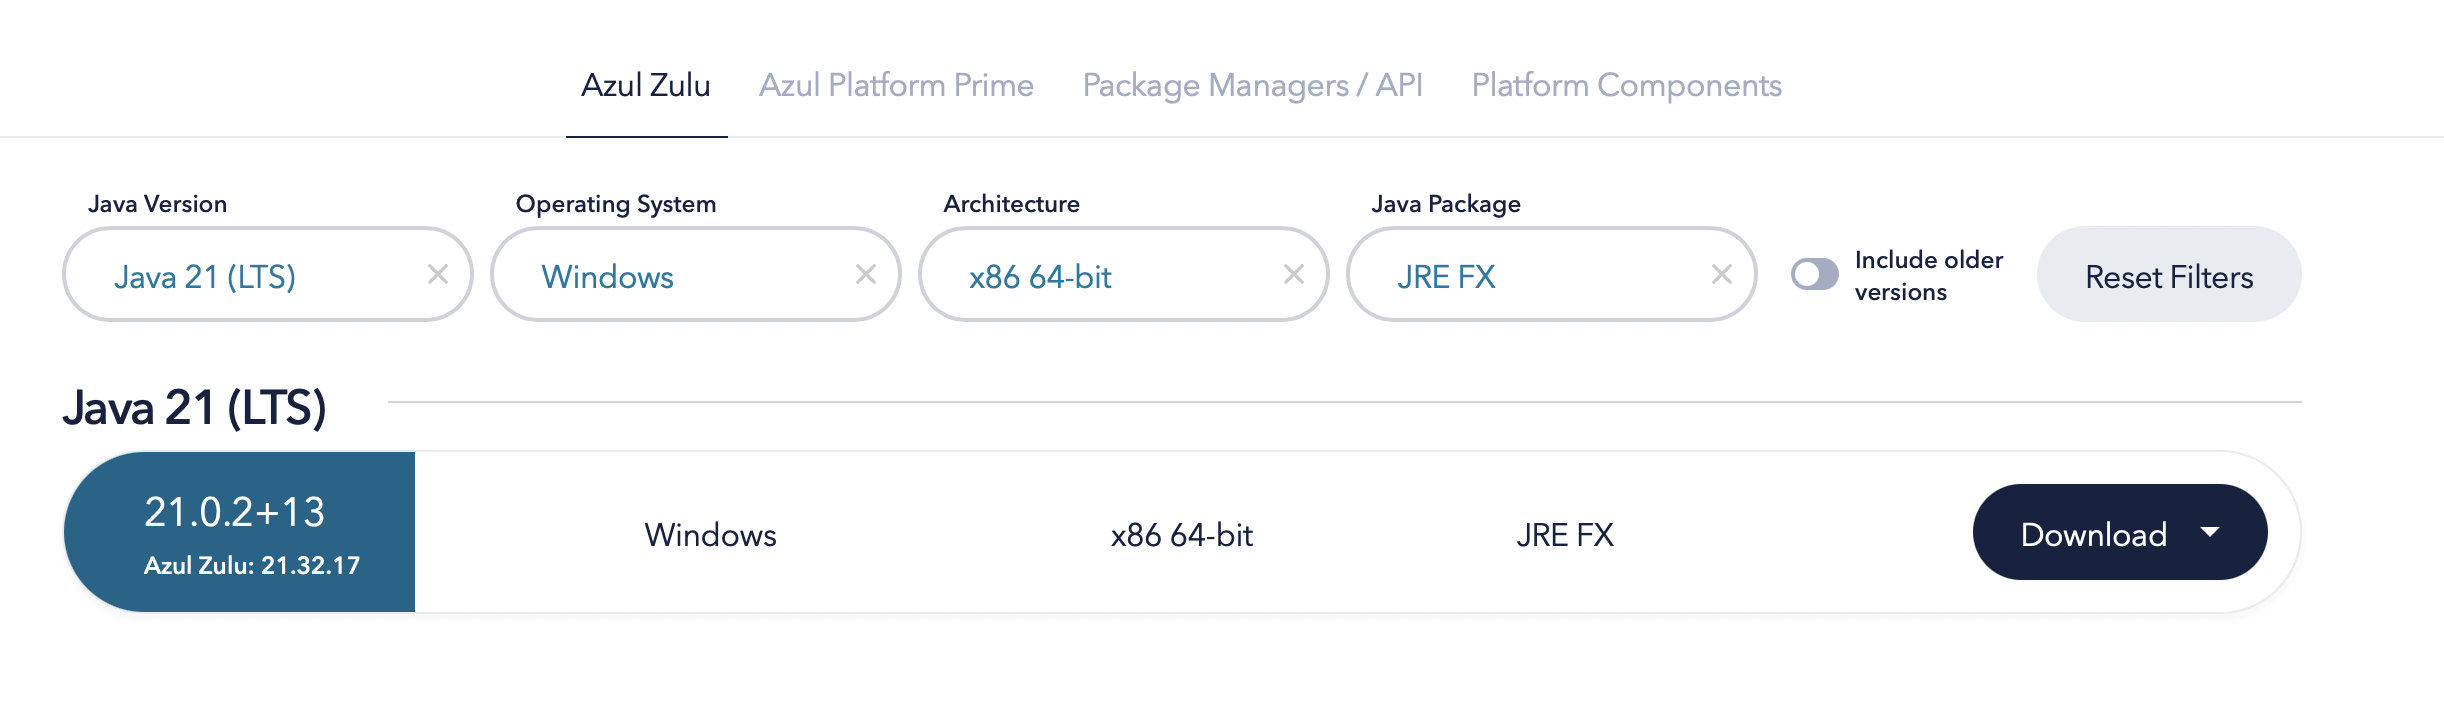 Azul Zulu Azul Platform Prime Package Managers / API Platform Components
Java Version Operating System Architecture Java Package
Java 21 (LTS) Windows x86 64-bit JRE FX Include older versions Reset Filters
Java 21 (LTS)
21.0.2+13
Azul Zulu: 21.32.17
Windows x86 64-bit JRE FX Download